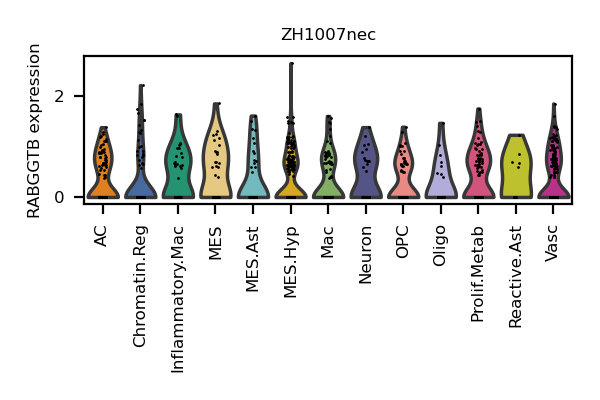 ZH1007nec
RABGGTB expression
2
0
AC
Chromatin.Reg
Inflammatory.Mac
MES
MES.Ast
MES.Hyp
Mac
Neuron
OPC
Oligo
Prolif.Metab
Reactive.Ast
Vasc